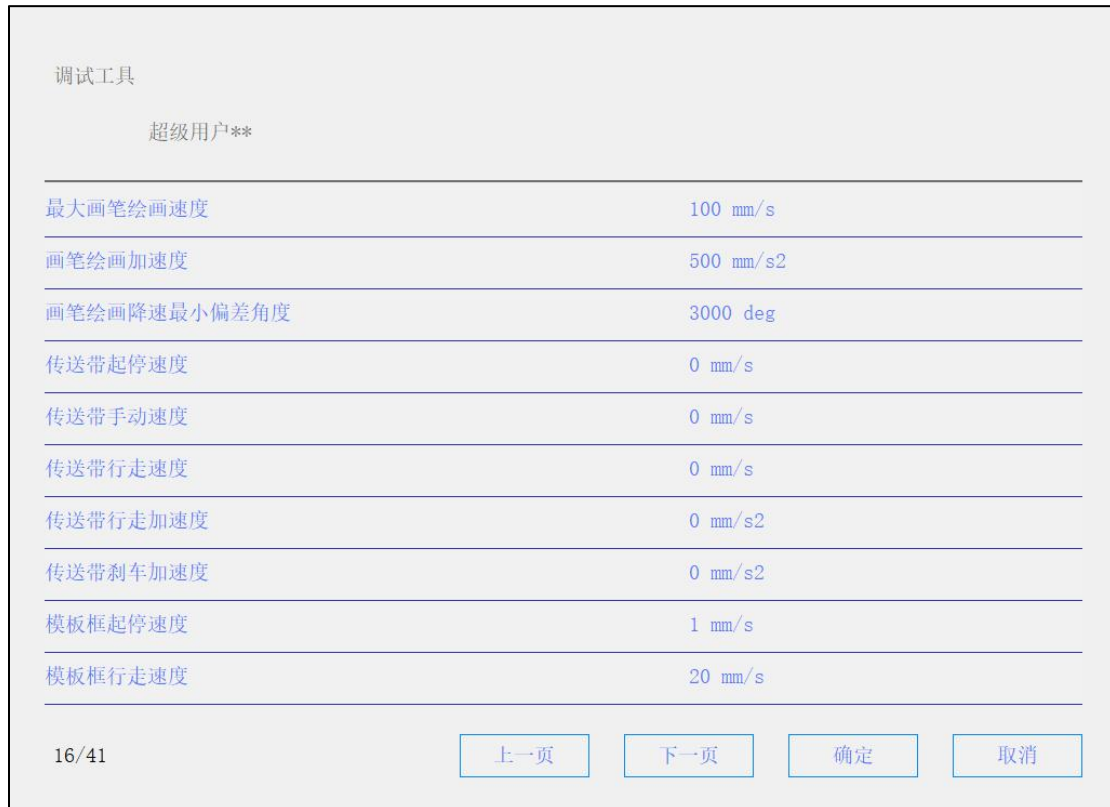 调试工具
超级用户**
最大画笔绘画速度 100 mm/s
画笔绘画加速度 500 mm/s2
画笔绘画降速最小偏差角度 3000 deg
传送带起停速度 0 mm/s
传送带手动速度 0 mm/s
传送带行走速度 0 mm/s
传送带行走加速度 0 mm/s2
传送带刹车加速度 0 mm/s2
模板框起停速度 1 mm/s
模板框行走速度 20 mm/s
16/41 上一页 下一页 确定 取消